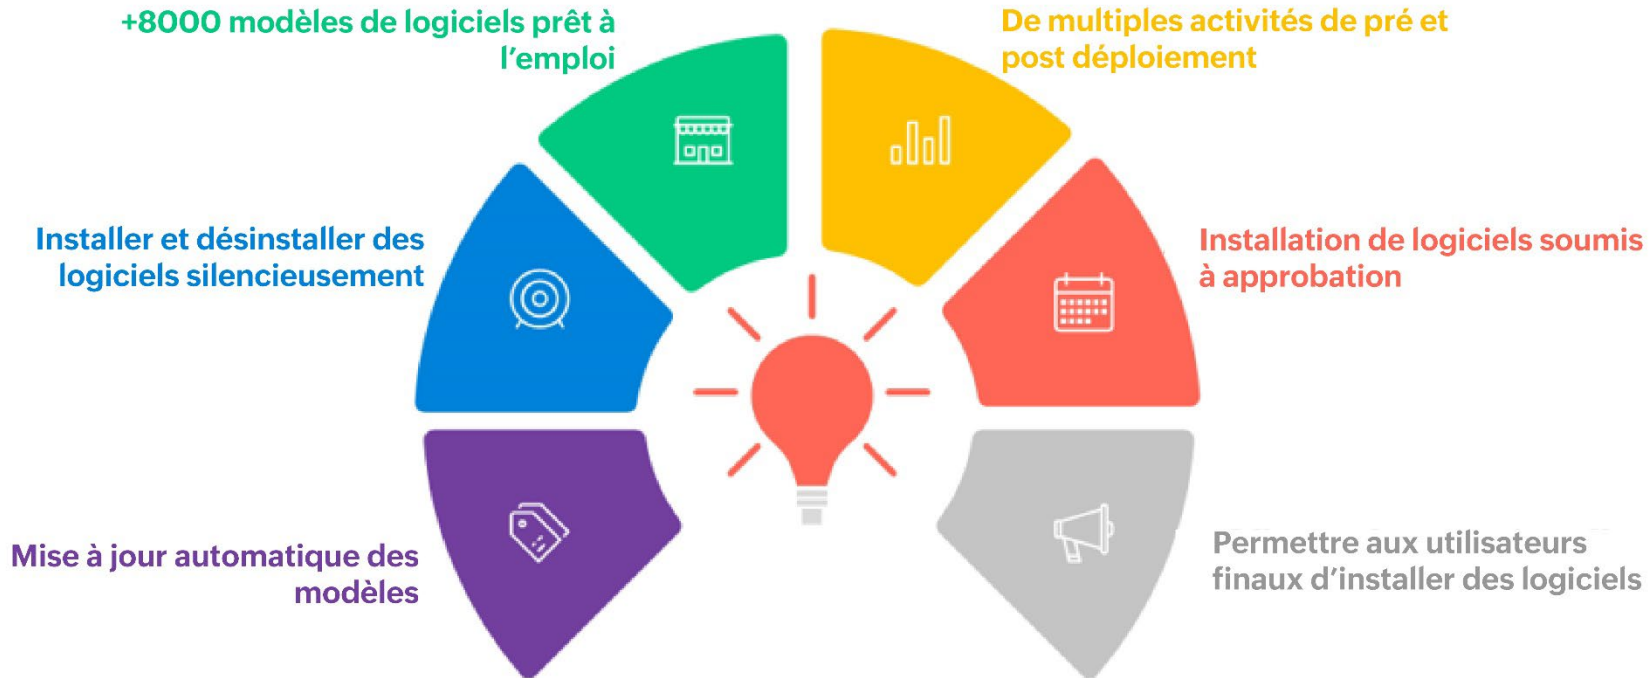 +8000 modèles de logiciels prêt à
l’emploi
De multiples activités de pré et
post déploiement
Installer et désinstaller des
logiciels silencieusement
Installation de logiciels soumis
à approbation
Mise à jour automatique des
modèles
Permettre aux utilisateurs
finaux d’installer des logiciels